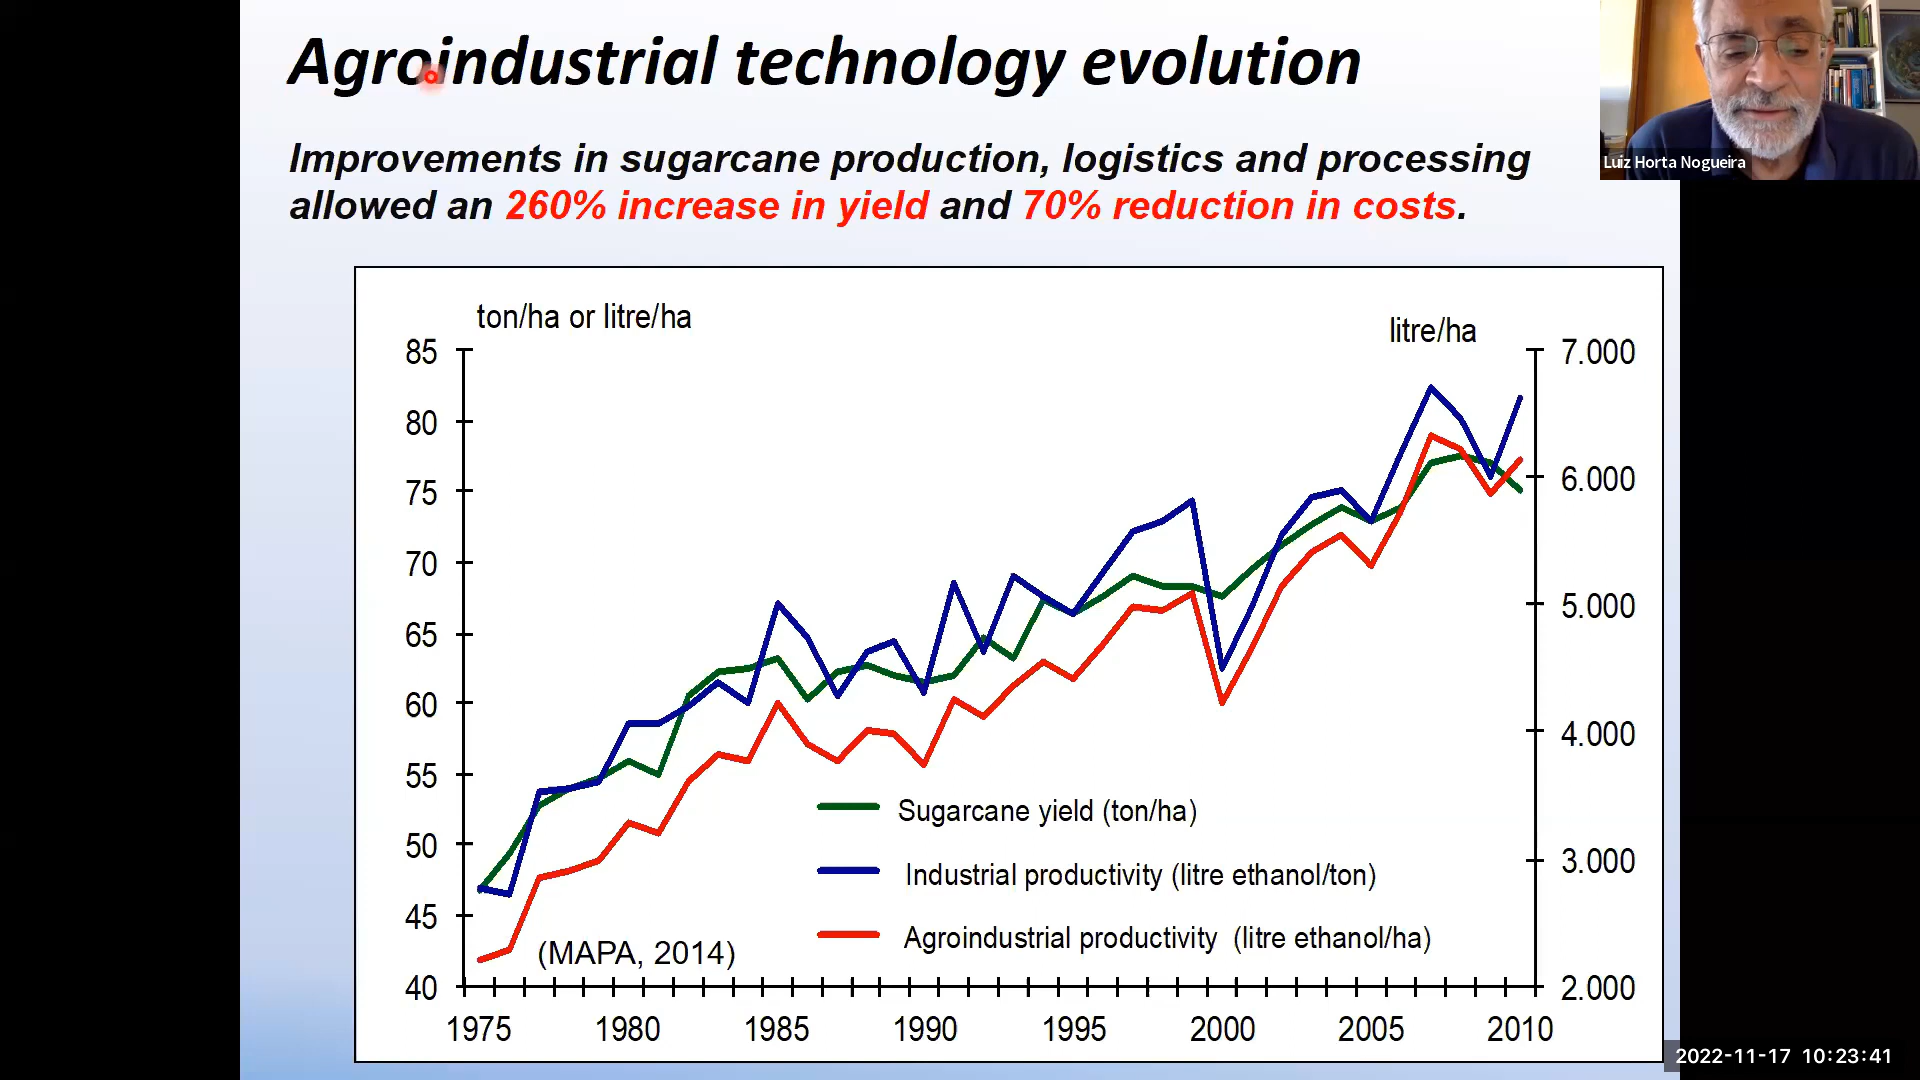 Agroindustrial technology evolution
Improvements in sugarcane production, logistics and processing
allowed an 260% increase in yield and 70% reduction in costs.
Luiz Horta Nogueira
ton/ha or litre/ha
litre/ha
85
80
75
70
65
60
55
50
45
40
7.000
6.000
5.000
4.000
3.000
2.000
Sugarcane yield (ton/ha)
Industrial productivity (litre ethanol/ton)
Agroindustrial productivity (litre ethanol/ha)
(MAPA, 2014)
1975 1980 1985 1990 1995 2000 2005 2010
2022-11-17 10:23:41